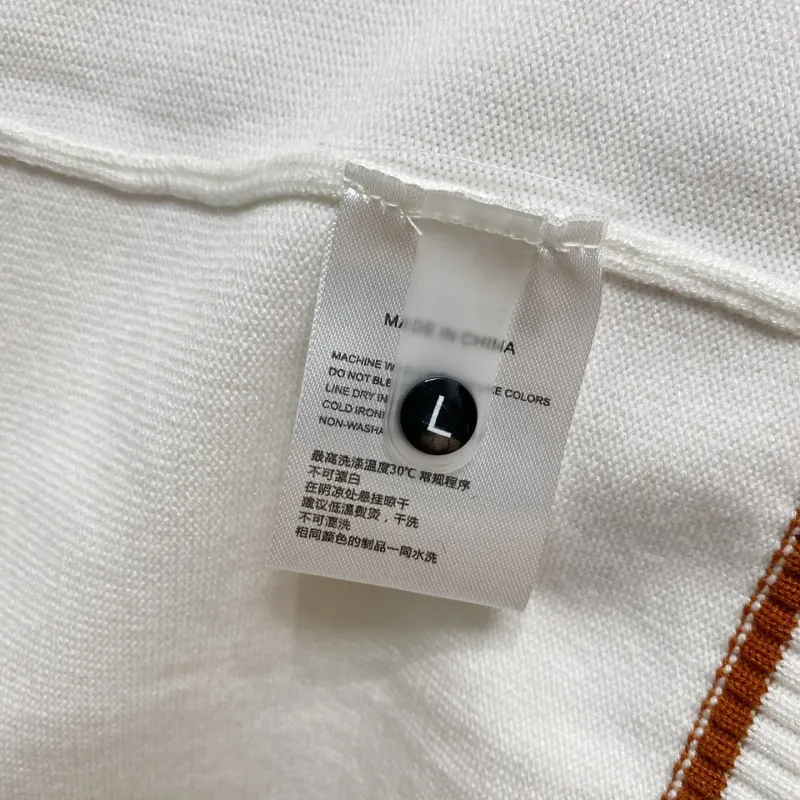 MADE IN CHINA
MACHINE W KE COLORS
DO NOT BLE
LINE DRY IN
COLD IRON
NON-WASHA
L
最高洗涤温度30℃ 常规程序
不可漂白
在阴凉处悬挂晾干
建议低温熨烫，干洗
不可混洗
相同颜色的制品一同水洗